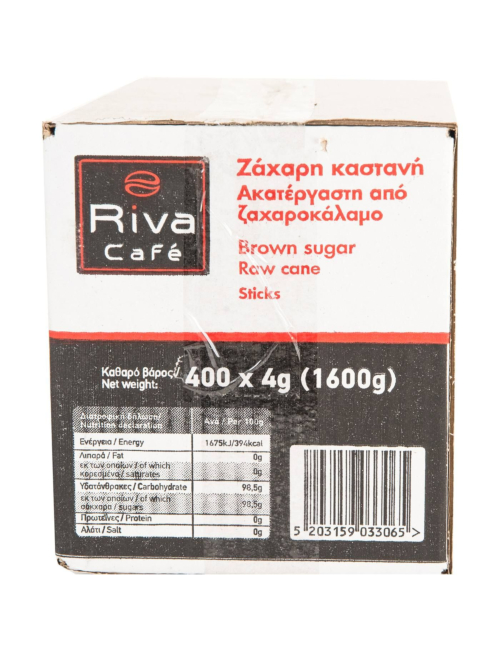 Riva
Café
Ζάχαρη καστανή
Ακατέργαστη από
ζαχαροκάλαμο
Brown sugar
Raw cane
Sticks
Καθαρό βάρος/
Net weight: 400 x 4g (1600g)
Διατροφική δήλωση/
Nutrition declaration Ανά / Per 100g
Ενέργεια / Energy 1675kJ/394kcal
Λιπαρά / Fat 0g
εκ των οποίων / of which
κορεσμένα / saturates 0g
Υδατάνθρακες / Carbohydrate 98,5g
εκ των οποίων / of which
σάκχαρα / sugars 98,5g
Πρωτεΐνες / Protein 0g
Αλάτι / Salt 0g
5 203159 033065 >